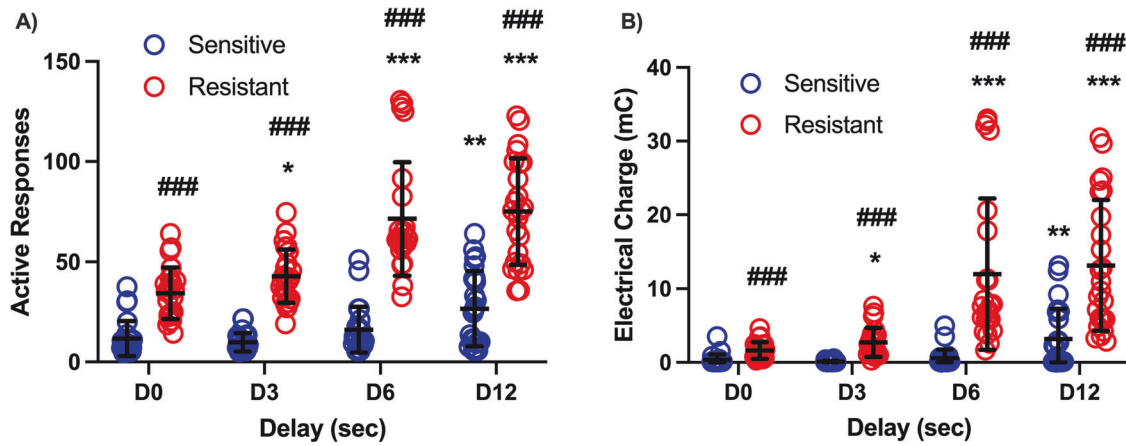 A)
Sensitive
Resistant
###
###
*
###
***
**
###
***
150
100
50
0
Active Responses
D0 D3 D6 D12
Delay (sec)
B)
Sensitive
Resistant
###
###
*
###
***
**
###
***
40
30
20
10
0
Electrical Charge (mC)
D0 D3 D6 D12
Delay (sec)